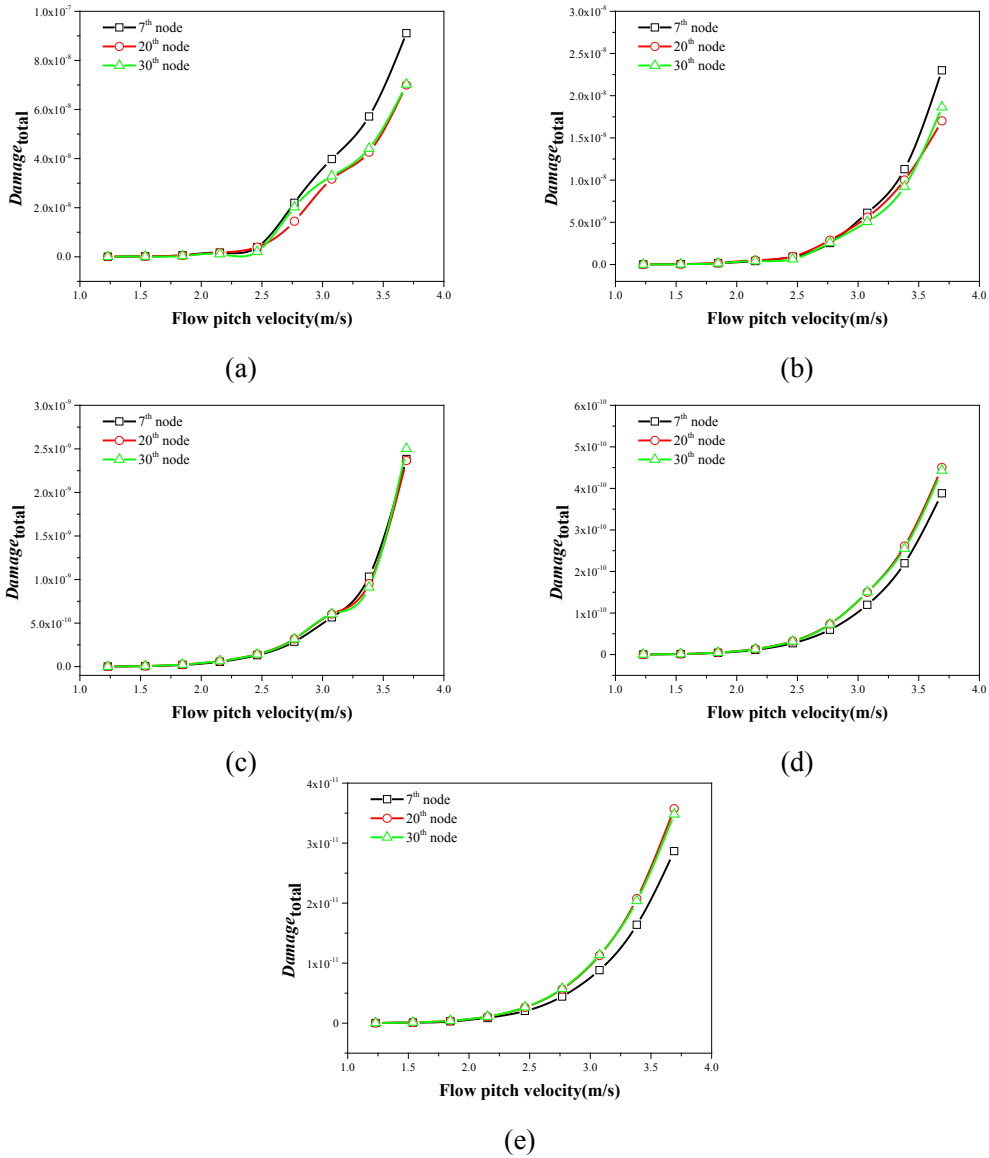 1.0x10⁻⁷
8.0x10⁻⁸
6.0x10⁻⁸
4.0x10⁻⁸
2.0x10⁻⁸
0.0
Damage total
7th node
20th node
30th node
1.0 1.5 2.0 2.5 3.0 3.5 4.0
Flow pitch velocity(m/s)
(a)
3.0x10⁻⁸
2.5x10⁻⁸
2.0x10⁻⁸
1.5x10⁻⁸
1.0x10⁻⁸
5.0x10⁻⁹
0.0
Damage total
7th node
20th node
30th node
1.0 1.5 2.0 2.5 3.0 3.5 4.0
Flow pitch velocity(m/s)
(b)
3.0x10⁻⁹
2.5x10⁻⁹
2.0x10⁻⁹
1.5x10⁻⁹
1.0x10⁻⁹
5.0x10⁻¹⁰
0.0
Damage total
7th node
20th node
30th node
1.0 1.5 2.0 2.5 3.0 3.5 4.0
Flow pitch velocity(m/s)
(c)
6x10⁻¹⁰
4x10⁻¹⁰
2x10⁻¹⁰
1x10⁻¹⁰
0
Damage total
7th node
20th node
30th node
1.0 1.5 2.0 2.5 3.0 3.5 4.0
Flow pitch velocity(m/s)
(d)
4x10⁻¹¹
3x10⁻¹¹
2x10⁻¹¹
1x10⁻¹¹
0
Damage total
7th node
20th node
30th node
1.0 1.5 2.0 2.5 3.0 3.5 4.0
Flow pitch velocity(m/s)
(e)